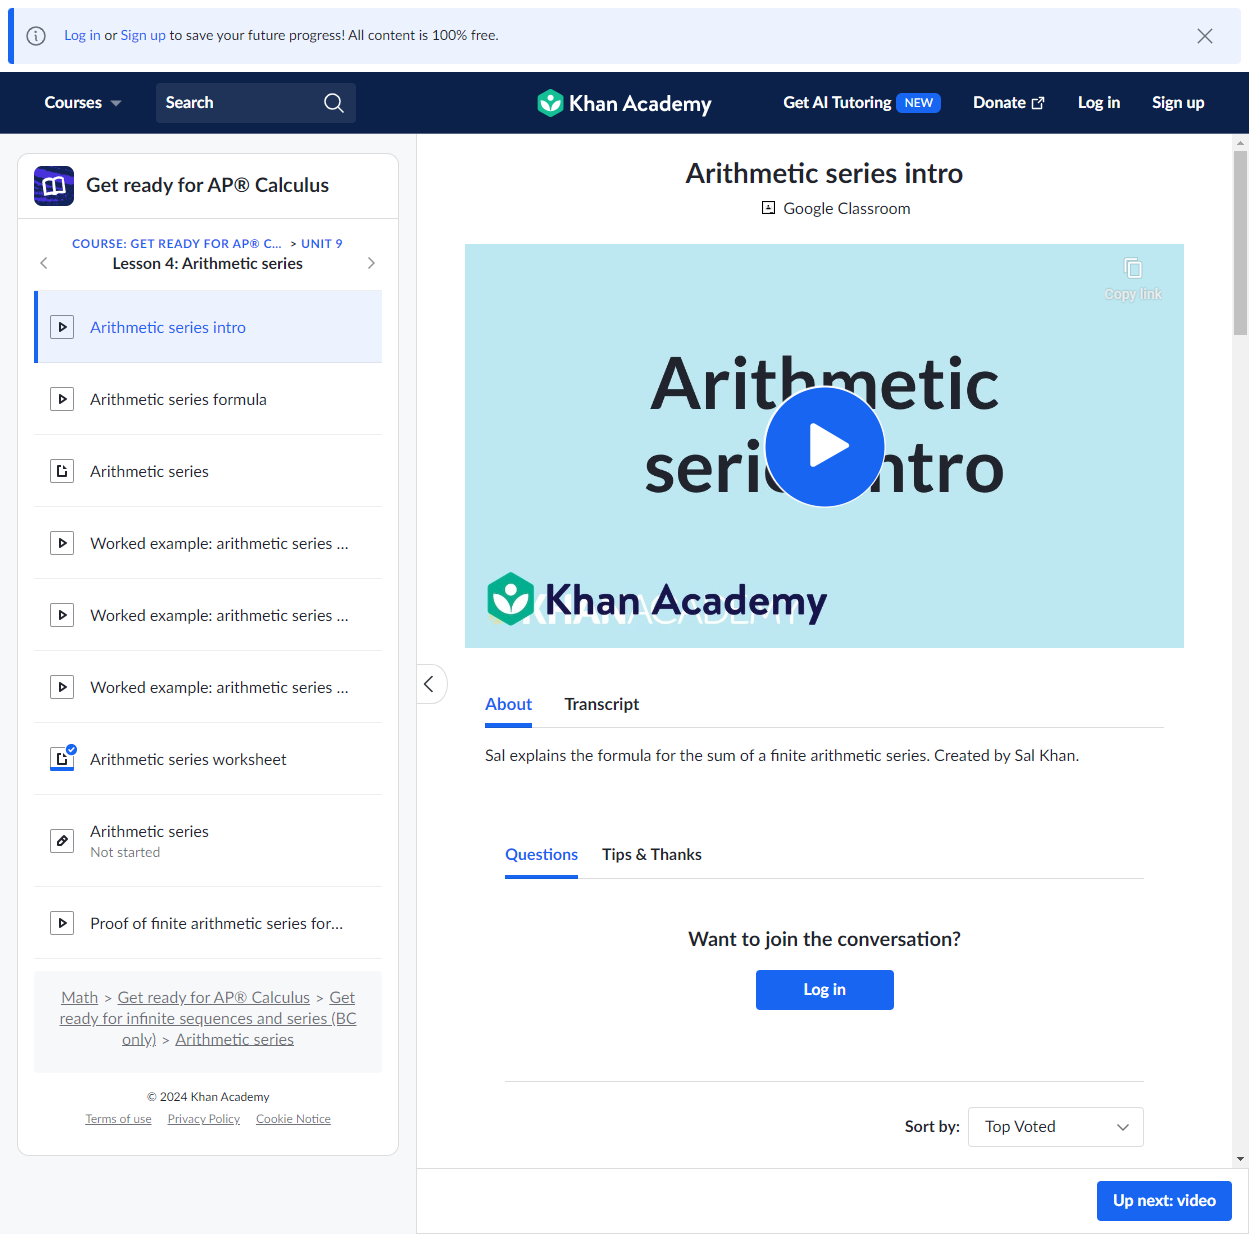 Log in or Sign up to save your future progress! All content is 100% free.
Courses
Search
Khan Academy
Get AI Tutoring NEW
Donate
Log in
Sign up
Get ready for AP® Calculus
COURSE: GET READY FOR AP® C... > UNIT 9
Lesson 4: Arithmetic series
Arithmetic series intro
Arithmetic series formula
Arithmetic series
Worked example: arithmetic series ...
Worked example: arithmetic series ...
Worked example: arithmetic series ...
Arithmetic series worksheet
Arithmetic series
Not started
Proof of finite arithmetic series for...
Math > Get ready for AP® Calculus > Get
ready for infinite sequences and series (BC
only) > Arithmetic series
© 2024 Khan Academy
Terms of use Privacy Policy Cookie Notice
Arithmetic series intro
Google Classroom
Copy link
Arithmetic
series intro
Khan Academy
KHANACADEMY
About Transcript
Sal explains the formula for the sum of a finite arithmetic series. Created by Sal Khan.
Questions Tips & Thanks
Want to join the conversation?
Log in
Sort by: Top Voted
Up next: video